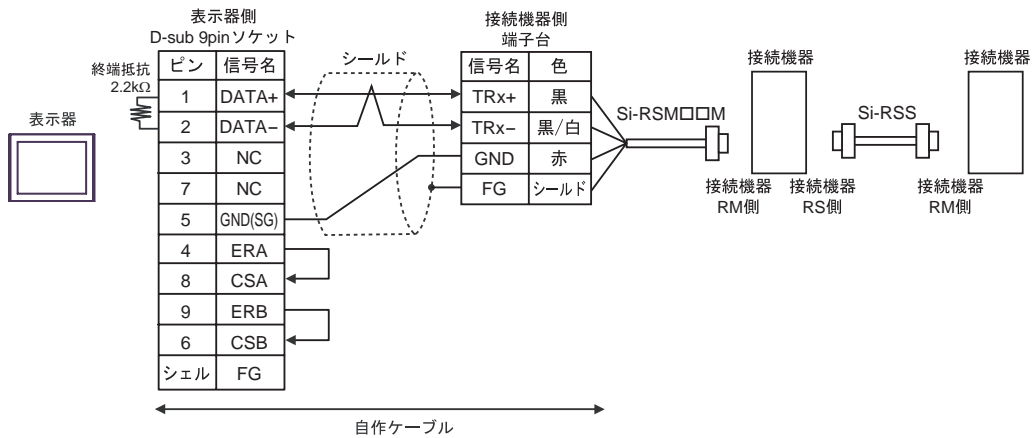 表示器側
D-sub 9pinソケット
接続機器側
端子台
シールド
終端抵抗
2.2kΩ
表示器
ピン 信号名
1 DATA+
2 DATA−
3 NC
7 NC
5 GND(SG)
4 ERA
8 CSA
9 ERB
6 CSB
シェル FG
信号名 色
TRx+ 黒
TRx− 黒/白
GND 赤
FG シールド
Si-RSM□□M
接続機器
Si-RSS
接続機器
接続機器
RM側
接続機器
RS側
接続機器
RM側
自作ケーブル